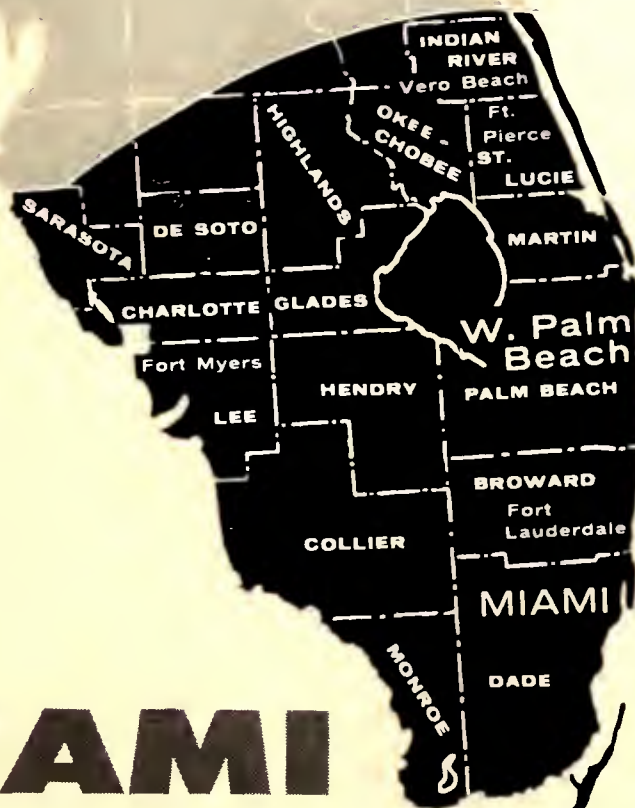 INDIAN
RIVER
Vero Beach
OKEE-
CHOBEE
Ft.
Pierce
ST.
LUCIE
HIGHLANDS
SARASOTA
DE SOTO
MARTIN
CHARLOTTE
GLADES
W. Palm
Beach
Fort Myers
HENDRY
PALM BEACH
LEE
BROWARD
Fort
Lauderdale
COLLIER
MIAMI
MONROE
DADE
AMI